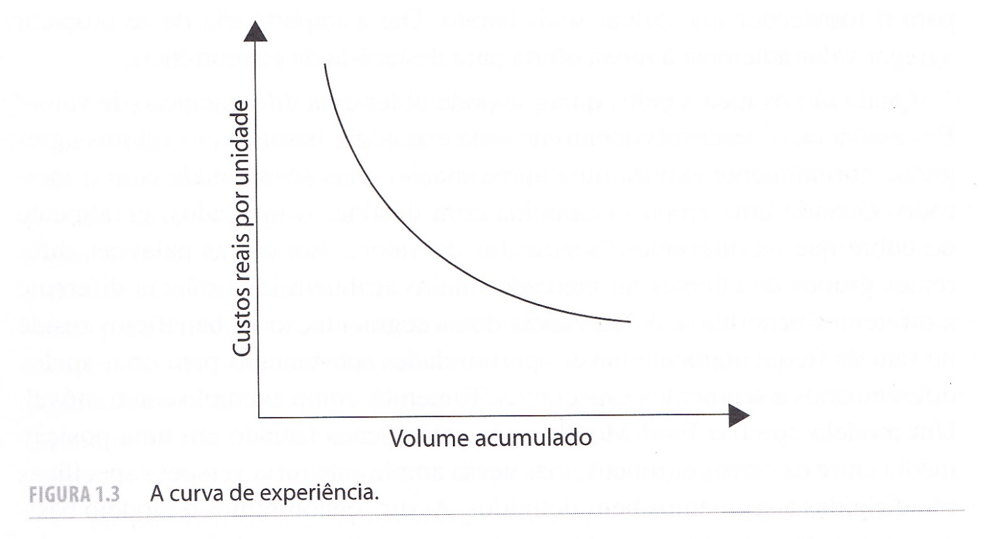 Custos reais por unidade
Volume acumulado
FIGURA 1.3 A curva de experiência.